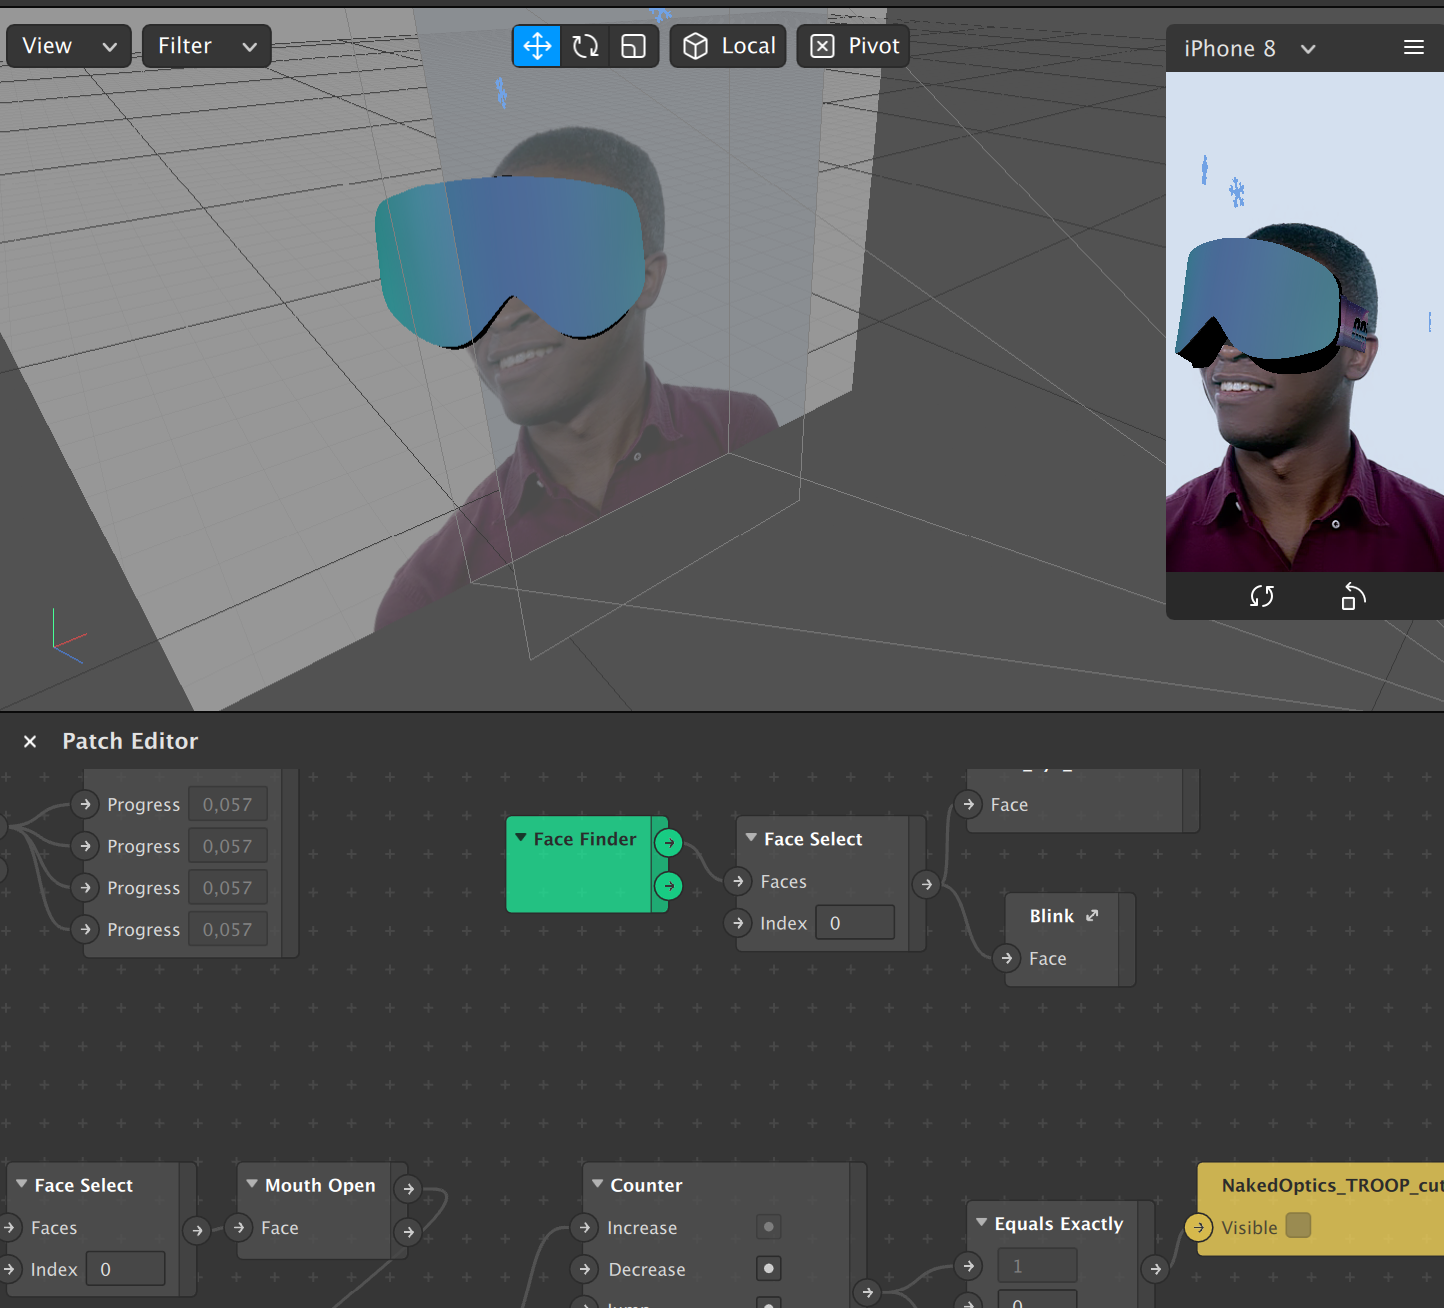 View
Filter
Local
Pivot
iPhone 8
Patch Editor
Progress 0,057
Progress 0,057
Progress 0,057
Progress 0,057
Face Finder
Face Select
Faces
Index 0
Face
Blink
Face
Face Select
Faces
Index 0
Mouth Open
Face
Counter
Increase
Decrease
Equals Exactly
1
0
NakedOptics_TROOP_cut
Visible